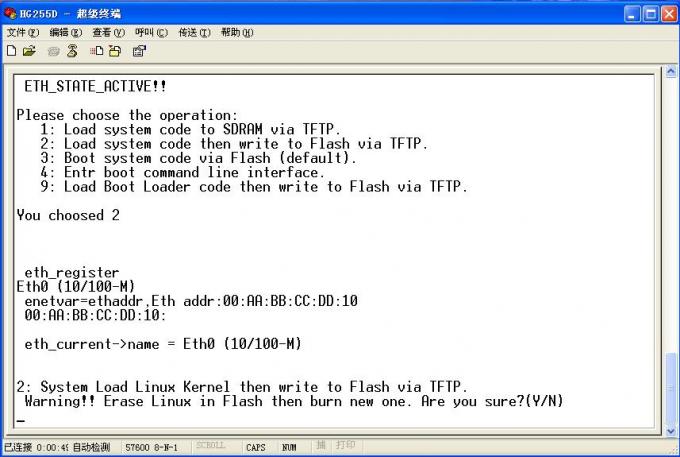 HG255D - 超级终端
文件(F) 编辑(E) 查看(V) 呼叫(C) 传送(T) 帮助(H)
ETH_STATE_ACTIVE!!
Please choose the operation:
1: Load system code to SDRAM via TFTP.
2: Load system code then write to Flash via TFTP.
3: Boot system code via Flash (default).
4: Entr boot command line interface.
9: Load Boot Loader code then write to Flash via TFTP.
You choosed 2
eth_register
Eth0 (10/100-M)
enetvar=ethaddr,Eth addr:00:AA:BB:CC:DD:10
00:AA:BB:CC:DD:10:
eth_current->name = Eth0 (10/100-M)
2: System Load Linux Kernel then write to Flash via TFTP.
Warning!! Erase Linux in Flash then burn new one. Are you sure?(Y/N)
_
已连接 0:00:49 自动检测 57600 8-N-1 SCROLL CAPS NUM 捕 打印